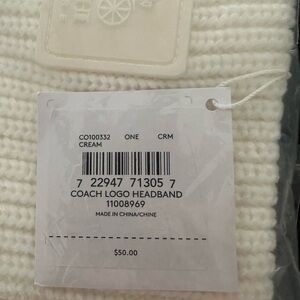 CO100332 ONE CRM
CREAM
7 22947 71305 7
COACH LOGO HEADBAND
11008969
MADE IN CHINA/CHINE
$50.00